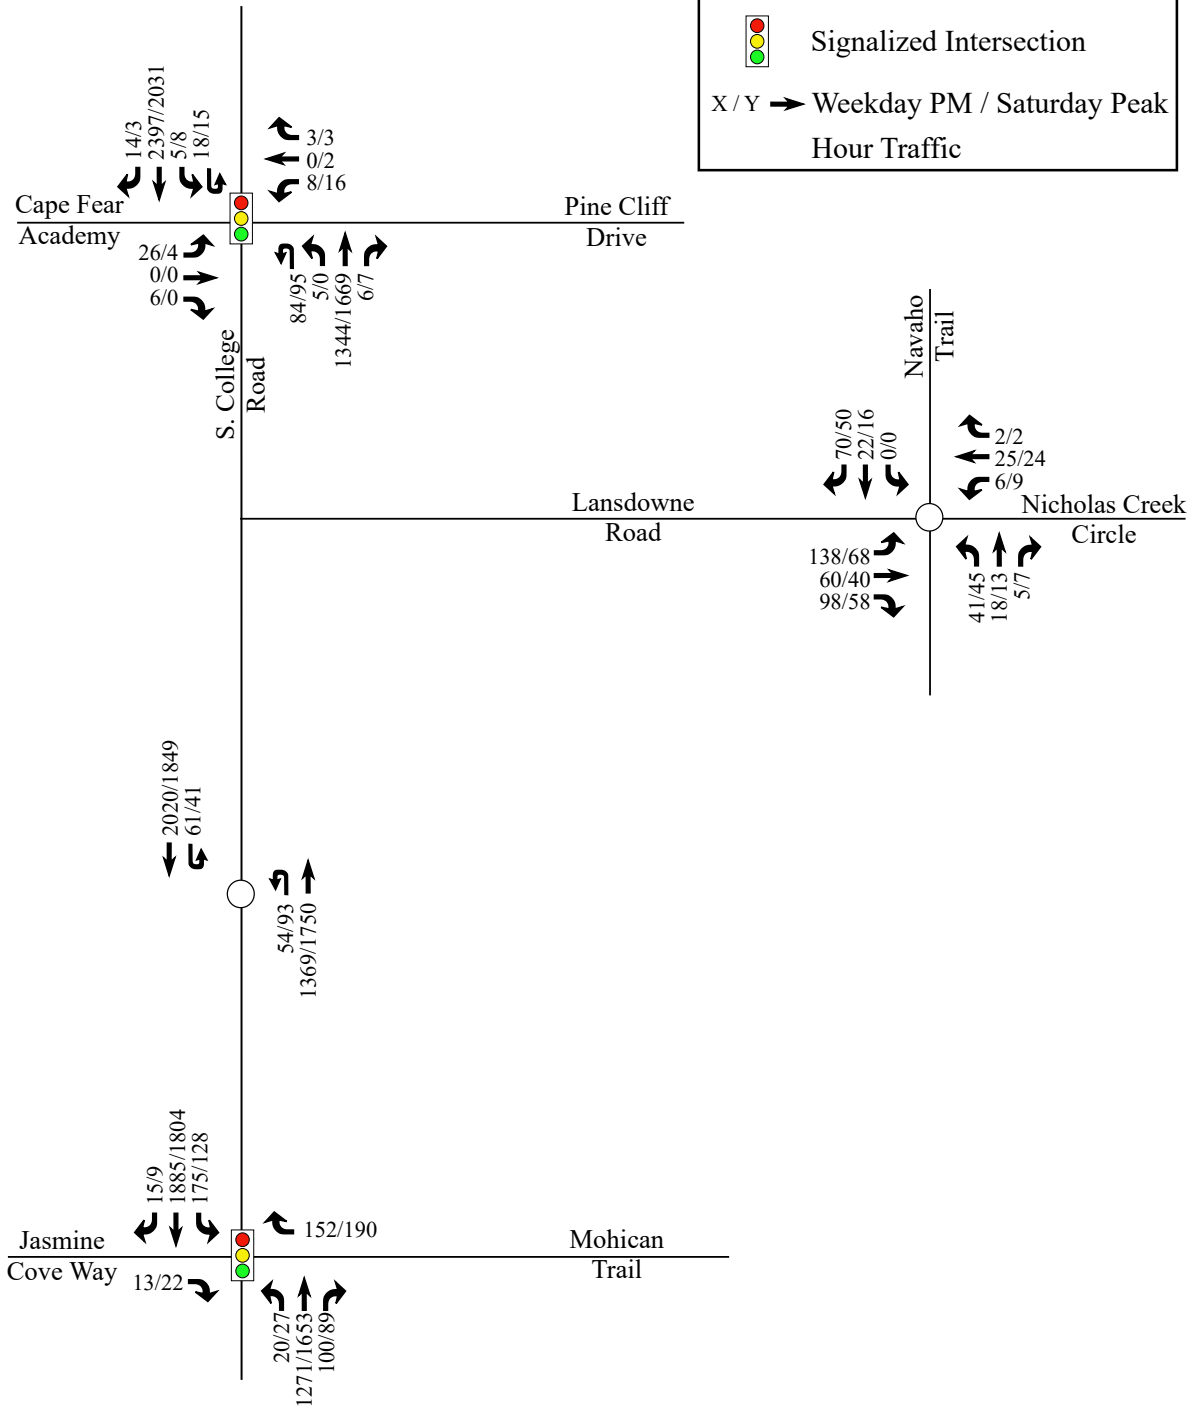 Signalized Intersection
X / Y Weekday PM / Saturday Peak
Hour Traffic
14/3
2397/2031
5/8
18/15
3/3
0/2
8/16
Cape Fear
Academy
Pine Cliff
Drive
26/4
0/0
6/0
84/95
5/0
1344/1669
6/7
S. College
Road
Navaho
Trail
70/50
22/16
0/0
2/2
25/24
6/9
Lansdowne
Road
Nicholas Creek
Circle
138/68
60/40
98/58
41/45
18/13
5/7
2020/1849
61/41
54/93
1369/1750
15/9
1885/1804
175/128
152/190
Jasmine
Cove Way
Mohican
Trail
13/22
20/27
1271/1653
100/89